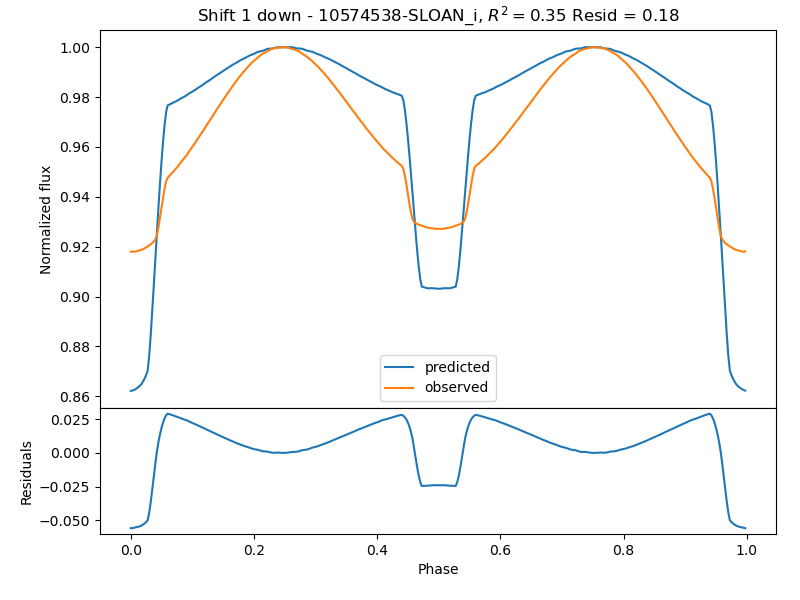 Shift 1 down - 10574538-SLOAN_i, R² = 0.35 Resid = 0.18
1.00
0.98
0.96
0.94
0.92
0.90
0.88
0.86
Normalized flux
predicted
observed
0.025
0.000
−0.025
−0.050
Residuals
0.0 0.2 0.4 0.6 0.8 1.0
Phase